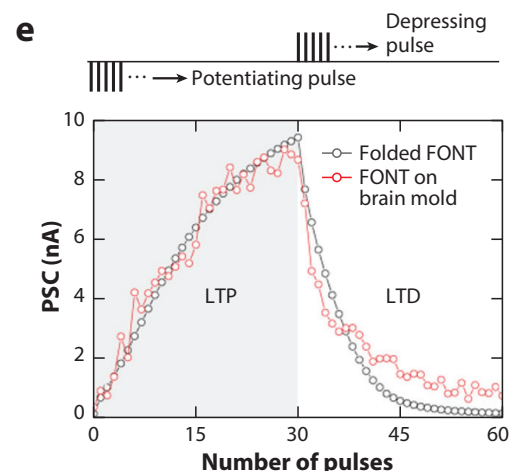 e
Depressing
pulse
Potentiating pulse
10
8
6
4
2
0
PSC (nA)
Folded FONT
FONT on
brain mold
LTP
LTD
0
15
30
45
60
Number of pulses